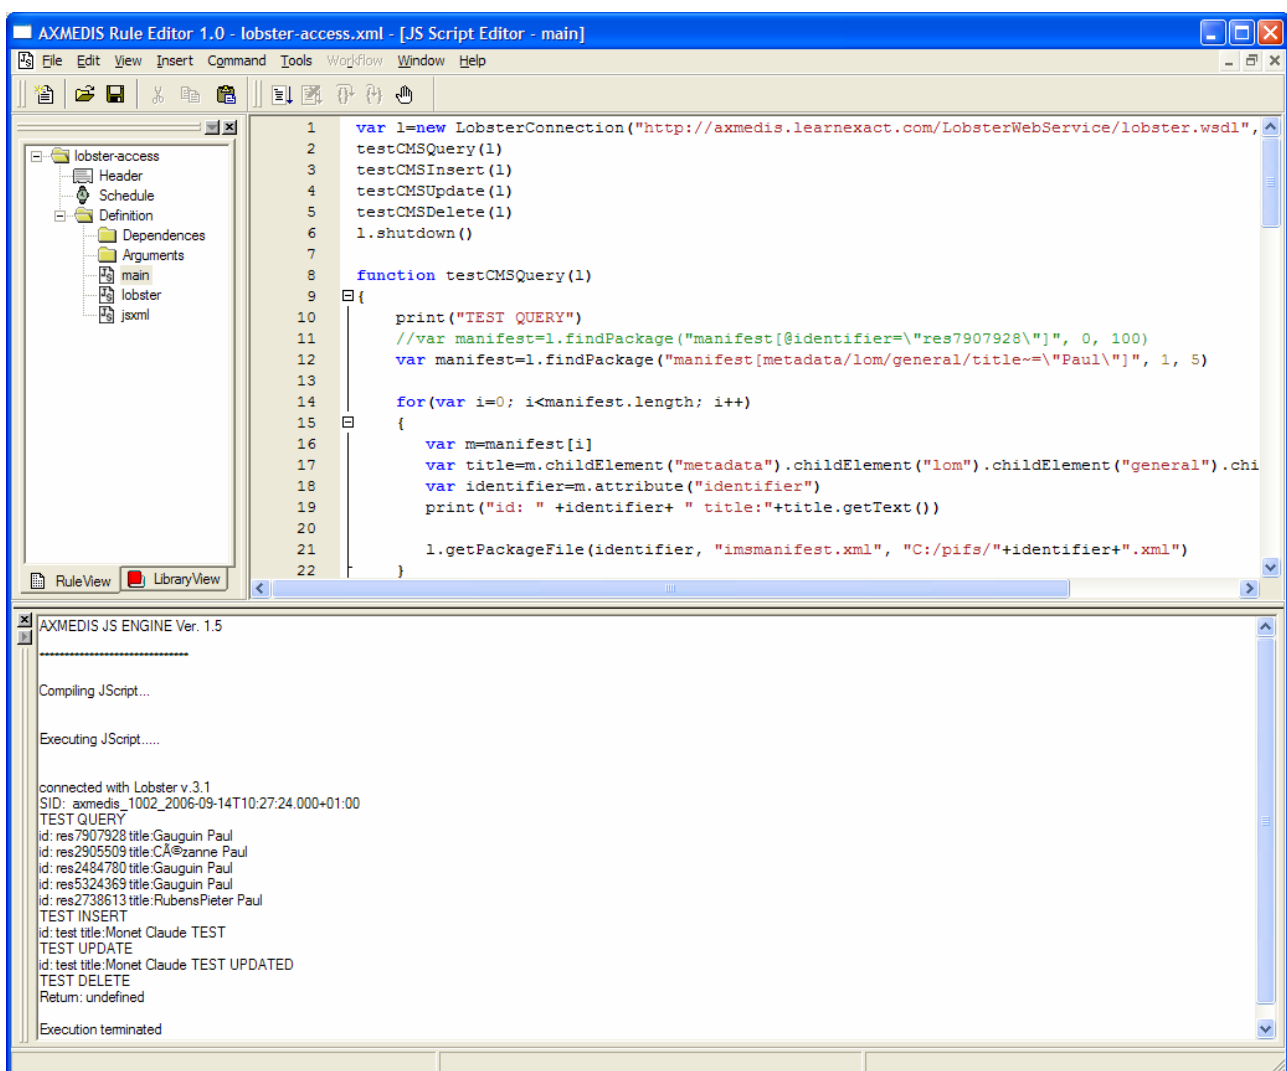 AXMEDIS Rule Editor 1.0 - lobster-access.xml - [JS Script Editor - main]
File Edit View Insert Command Tools Workflow Window Help
lobster-access
Header
Schedule
Definition
Dependences
Arguments
main
lobster
jsxml
RuleView LibraryView
1 var l=new LobsterConnection("http://axmedis.learnexact.com/LobsterWebService/lobster.wsdl",
2 testCMSQuery(l)
3 testCMSInsert(l)
4 testCMSUpdate(l)
5 testCMSDelete(l)
6 l.shutdown()
7
8 function testCMSQuery(l)
9 {
10 print("TEST QUERY")
11 //var manifest=l.findPackage("manifest[@identifier=\"res7907928\"]", 0, 100)
12 var manifest=l.findPackage("manifest[metadata/lom/general/title~=\"Paul\"]", 1, 5)
13
14 for(var i=0; i<manifest.length; i++)
15 {
16 var m=manifest[i]
17 var title=m.childElement("metadata").childElement("lom").childElement("general").chi
18 var identifier=m.attribute("identifier")
19 print("id: " +identifier+ " title:"+title.getText())
20
21 l.getPackageFile(identifier, "imsmanifest.xml", "C:/pifs/"+identifier+".xml")
22 }
AXMEDIS JS ENGINE Ver. 1.5
******************************
Compiling JScript...
Executing JScript.....
connected with Lobster v.3.1
SID: axmedis_1002_2006-09-14T10:27:24.000+01:00
TEST QUERY
id: res7907928 title:Gauguin Paul
id: res2905509 title:CÃ©zanne Paul
id: res2484780 title:Gauguin Paul
id: res5324369 title:Gauguin Paul
id: res2738613 title:RubensPieter Paul
TEST INSERT
id: test title:Monet Claude TEST
TEST UPDATE
id: test title:Monet Claude TEST UPDATED
TEST DELETE
Return: undefined
Execution terminated